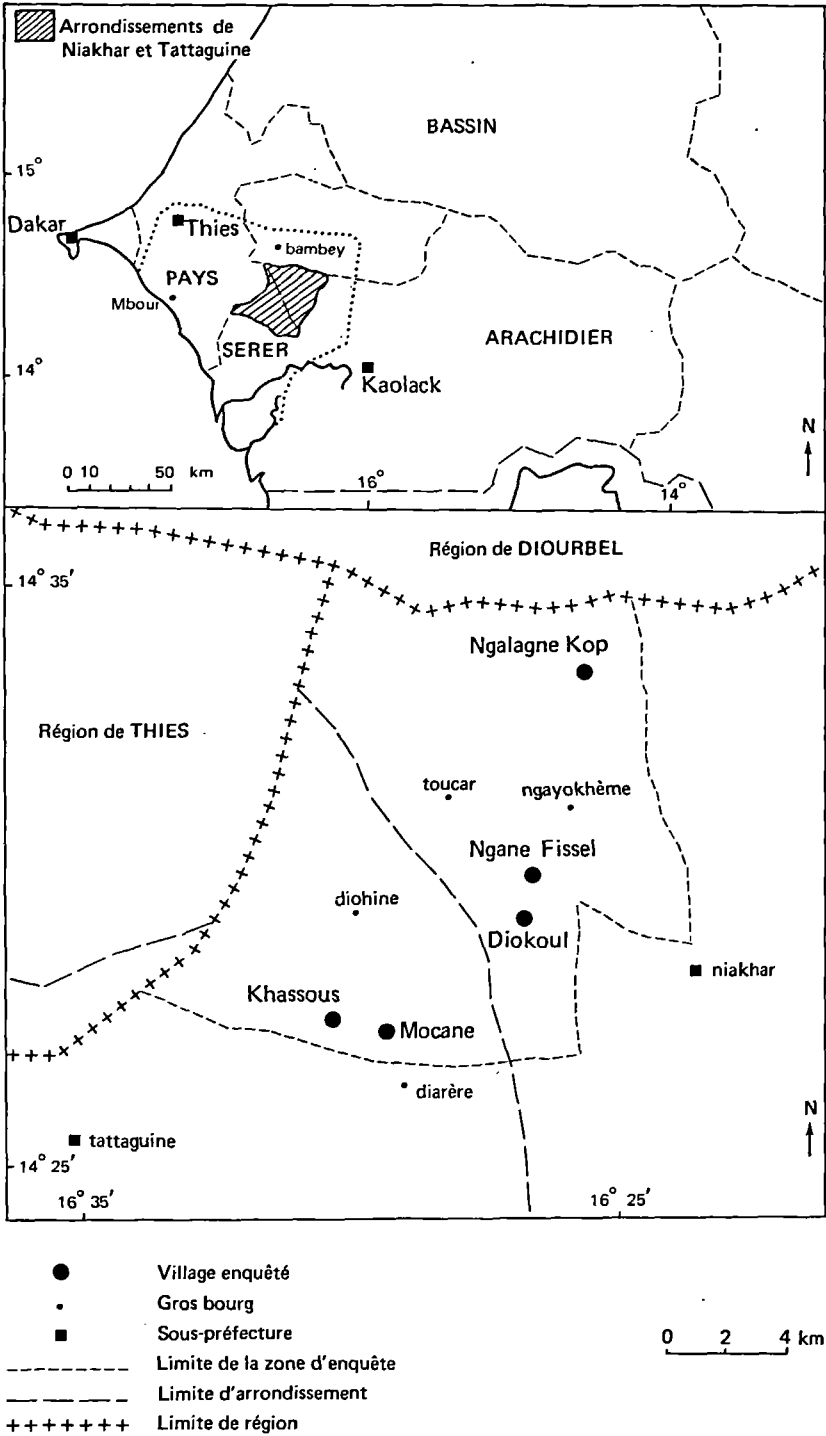 Arrondissements de
Niakhar et Tattaguine
BASSIN
15°
Dakar
Thies
bambey
PAYS
Mbour
SERER
ARACHIDIER
14°
Kaolack
N
0 10 50 km
16°
14°
Région de DIOURBEL
14° 35'
Ngalagne Kop
Région de THIES
toucar
ngayokhème
Ngane Fissel
diohine
Diokoul
niakhar
Khassous
Mocane
diarère
N
tattaguine
14° 25'
16° 35'
16° 25'
Village enquêté
Gros bourg
Sous-préfecture
0 2 4 km
Limite de la zone d'enquête
Limite d'arrondissement
Limite de région